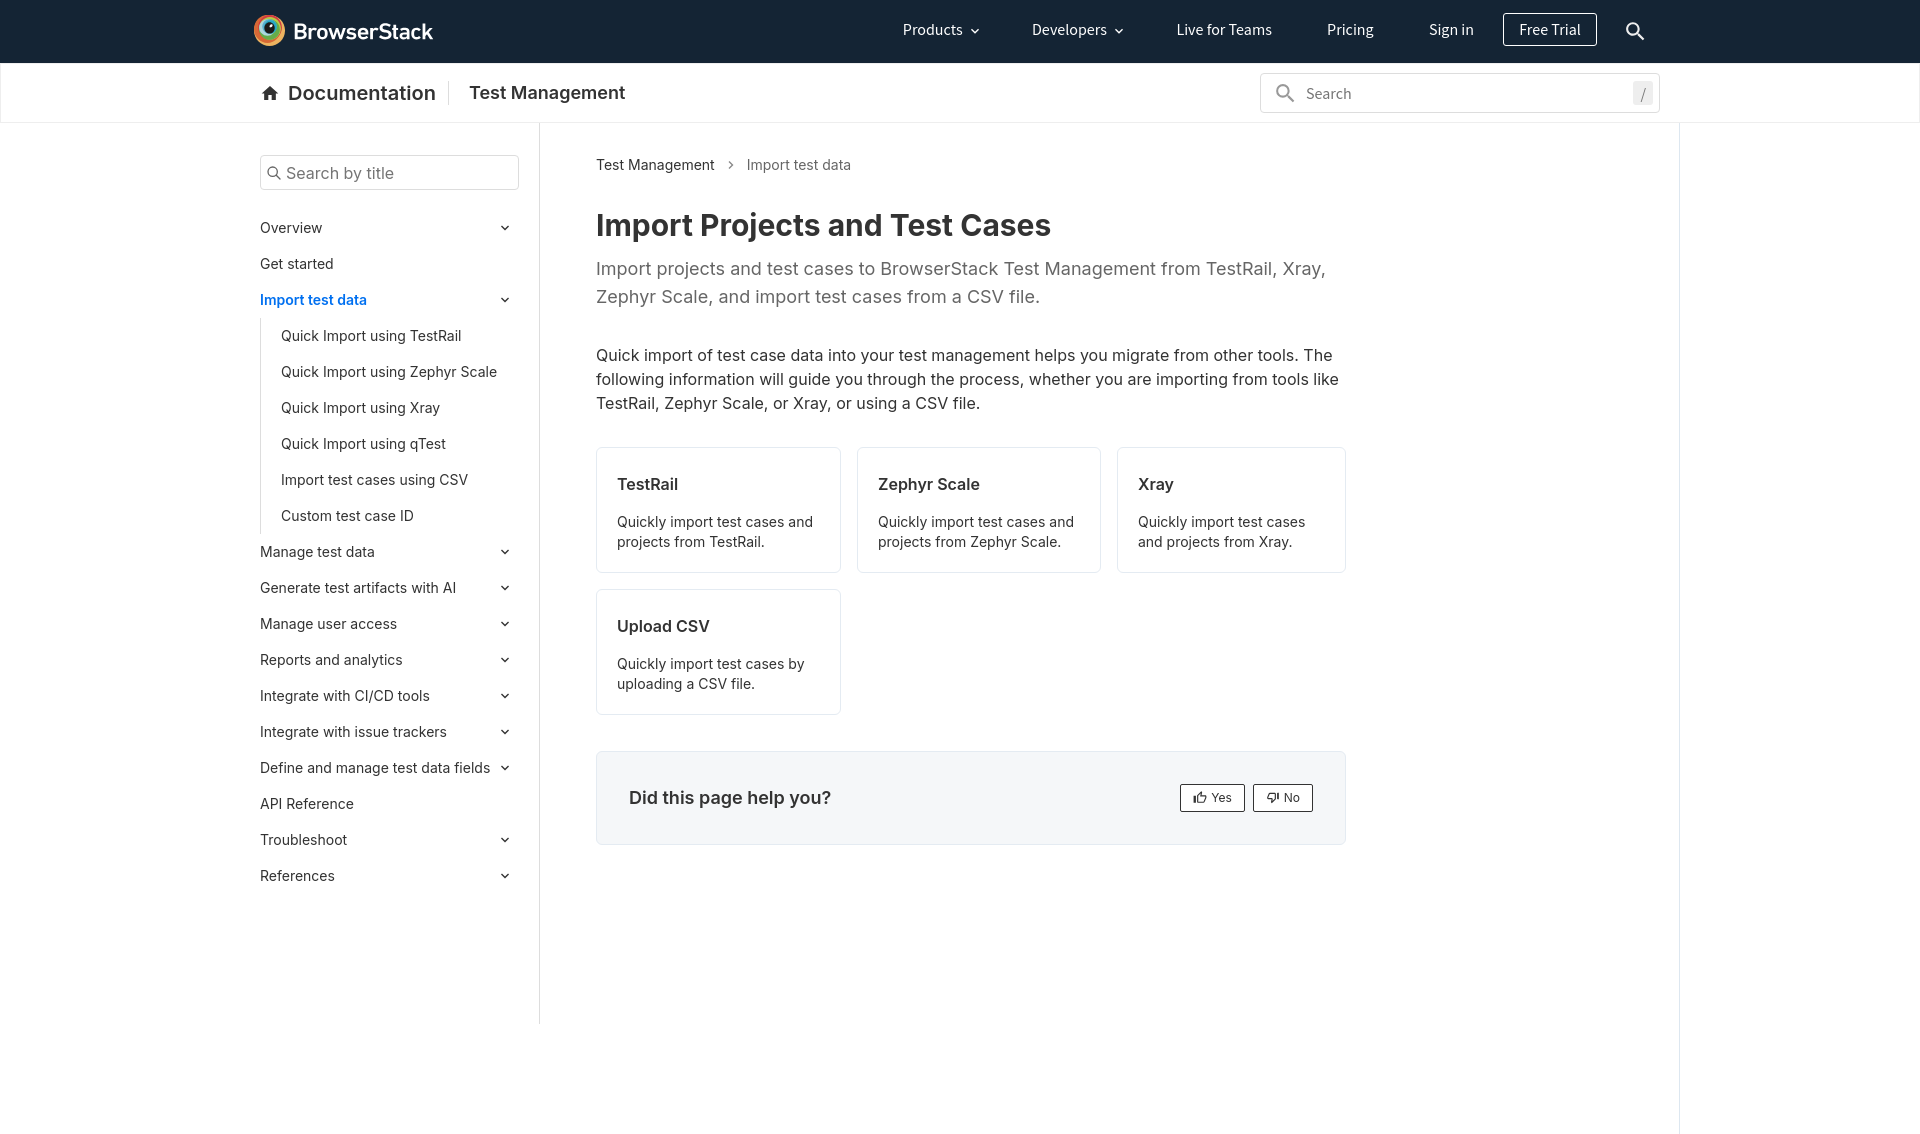 BrowserStack
Products
Developers
Live for Teams
Pricing
Sign in
Free Trial
Documentation
Test Management
Search
/
Search by title
Overview
Get started
Import test data
Quick Import using TestRail
Quick Import using Zephyr Scale
Quick Import using Xray
Quick Import using qTest
Import test cases using CSV
Custom test case ID
Manage test data
Generate test artifacts with AI
Manage user access
Reports and analytics
Integrate with CI/CD tools
Integrate with issue trackers
Define and manage test data fields
API Reference
Troubleshoot
References
Test Management
Import test data
Import Projects and Test Cases
Import projects and test cases to BrowserStack Test Management from TestRail, Xray,
Zephyr Scale, and import test cases from a CSV file.
Quick import of test case data into your test management helps you migrate from other tools. The
following information will guide you through the process, whether you are importing from tools like
TestRail, Zephyr Scale, or Xray, or using a CSV file.
TestRail
Quickly import test cases and
projects from TestRail.
Zephyr Scale
Quickly import test cases and
projects from Zephyr Scale.
Xray
Quickly import test cases
and projects from Xray.
Upload CSV
Quickly import test cases by
uploading a CSV file.
Did this page help you?
Yes
No